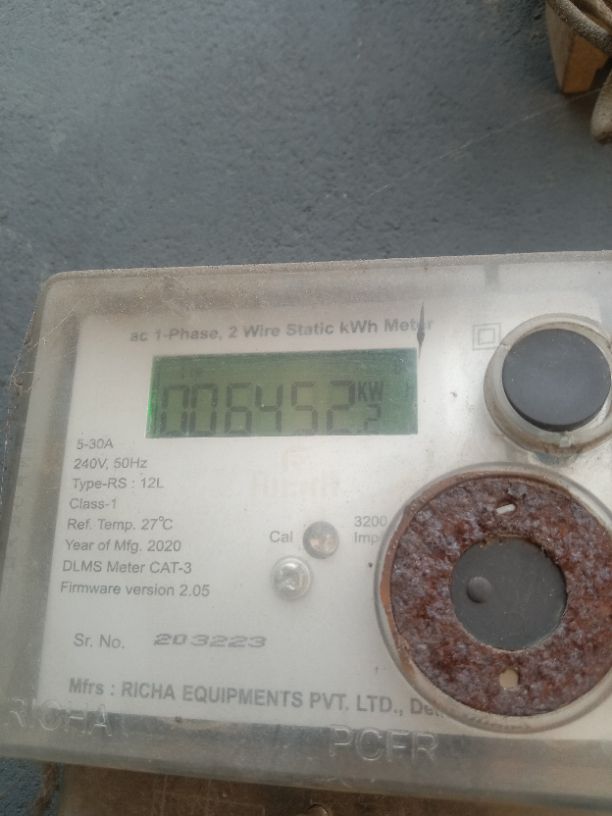 ac 1-Phase, 2 Wire Static kWh Meter
006452 KW
5-30A
240V, 50Hz
Type-RS : 12L
Class-1
Ref. Temp. 27°C
Year of Mfg. 2020
DLMS Meter CAT-3
Firmware version 2.05
Cal
3200
Imp
Sr. No. 203223
Mfrs : RICHA EQUIPMENTS PVT. LTD.,
RICHA